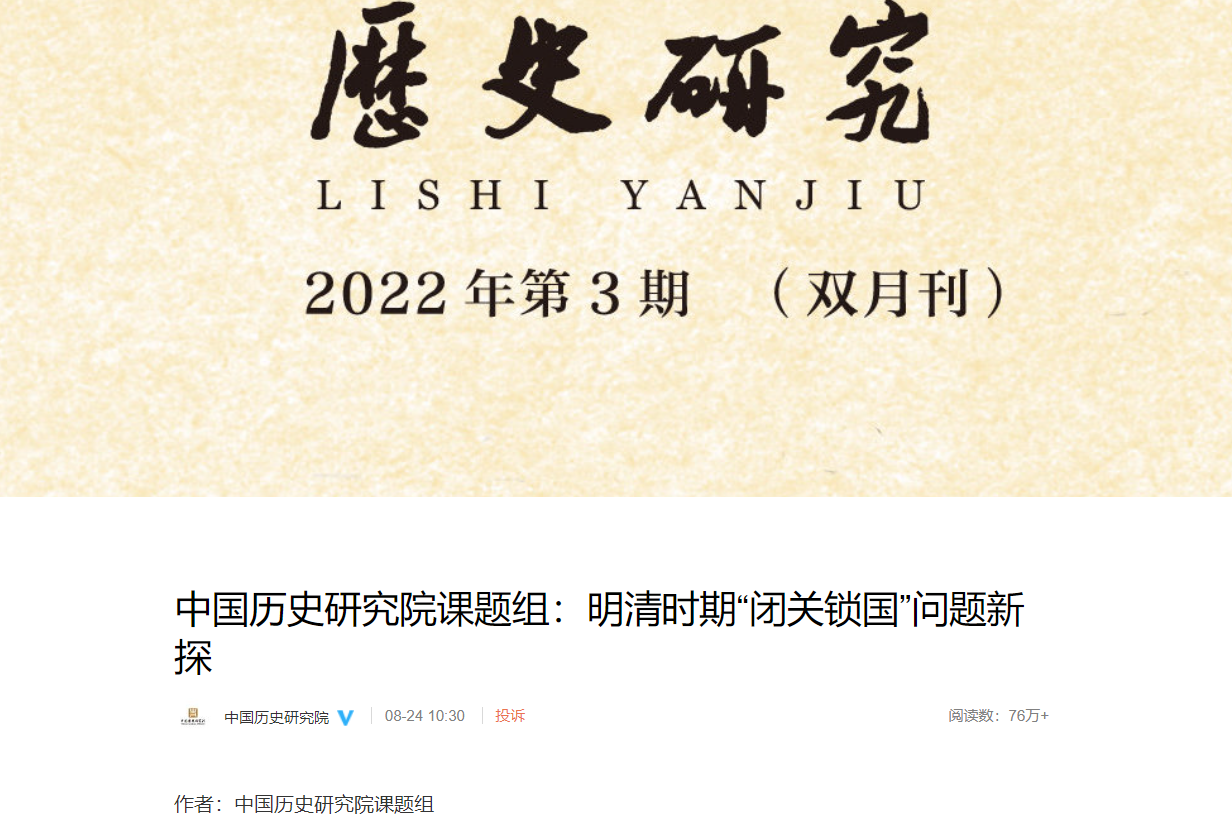 歷史研究
LISHI YANJIU
2022年第3期 （双月刊）
中国历史研究院课题组：明清时期“闭关锁国”问题新
探
中国历史研究院 08-24 10:30 投诉 阅读数：76万+
作者：中国历史研究院课题组